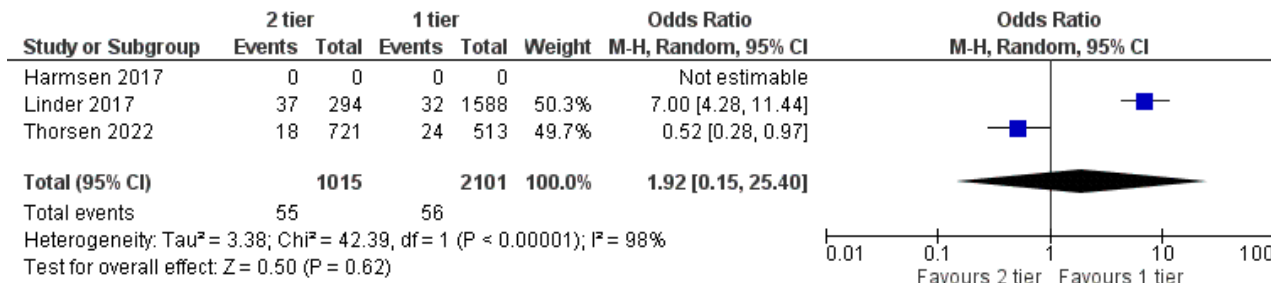 2 tier 1 tier Odds Ratio Odds Ratio
Study or Subgroup Events Total Events Total Weight M-H, Random, 95% CI M-H, Random, 95% CI
Harmsen 2017 0 0 0 0 Not estimable
Linder 2017 37 294 32 1588 50.3% 7.00 [4.28, 11.44]
Thorsen 2022 18 721 24 513 49.7% 0.52 [0.28, 0.97]
Total (95% CI) 1015 2101 100.0% 1.92 [0.15, 25.40]
Total events 55 56
Heterogeneity: Tau² = 3.38; Chi² = 42.39, df = 1 (P < 0.00001); I² = 98%
Test for overall effect: Z = 0.50 (P = 0.62)
0.01 0.1 1 10 100
Favours 2 tier Favours 1 tier